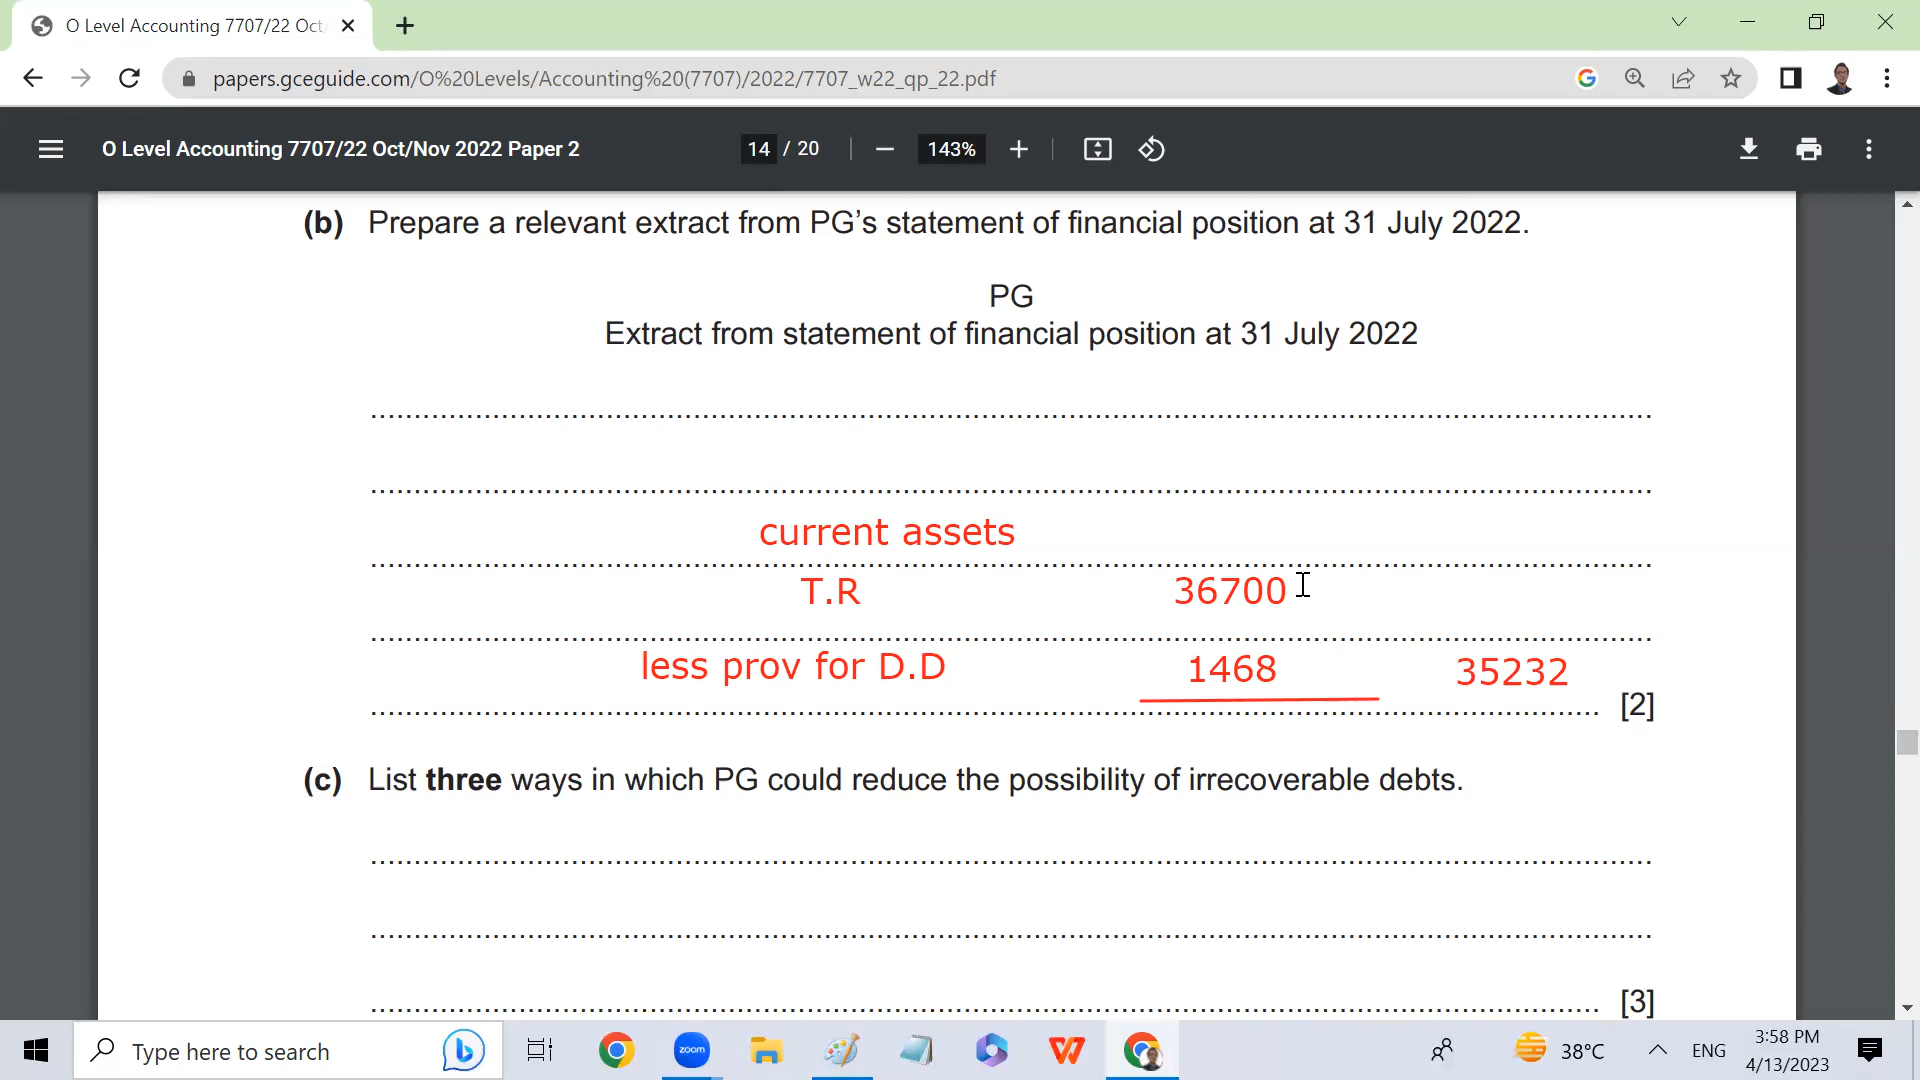 O Level Accounting 7707/22 Oct/
papers.gceguide.com/O%20Levels/Accounting%20(7707)/2022/7707_w22_qp_22.pdf
O Level Accounting 7707/22 Oct/Nov 2022 Paper 2
14 / 20
143%
(b) Prepare a relevant extract from PG’s statement of financial position at 31 July 2022.
PG
Extract from statement of financial position at 31 July 2022
current assets
T.R 36700
less prov for D.D 1468 35232
[2]
(c) List three ways in which PG could reduce the possibility of irrecoverable debts.
[3]
Type here to search
zoom
38°C
ENG
3:58 PM
4/13/2023